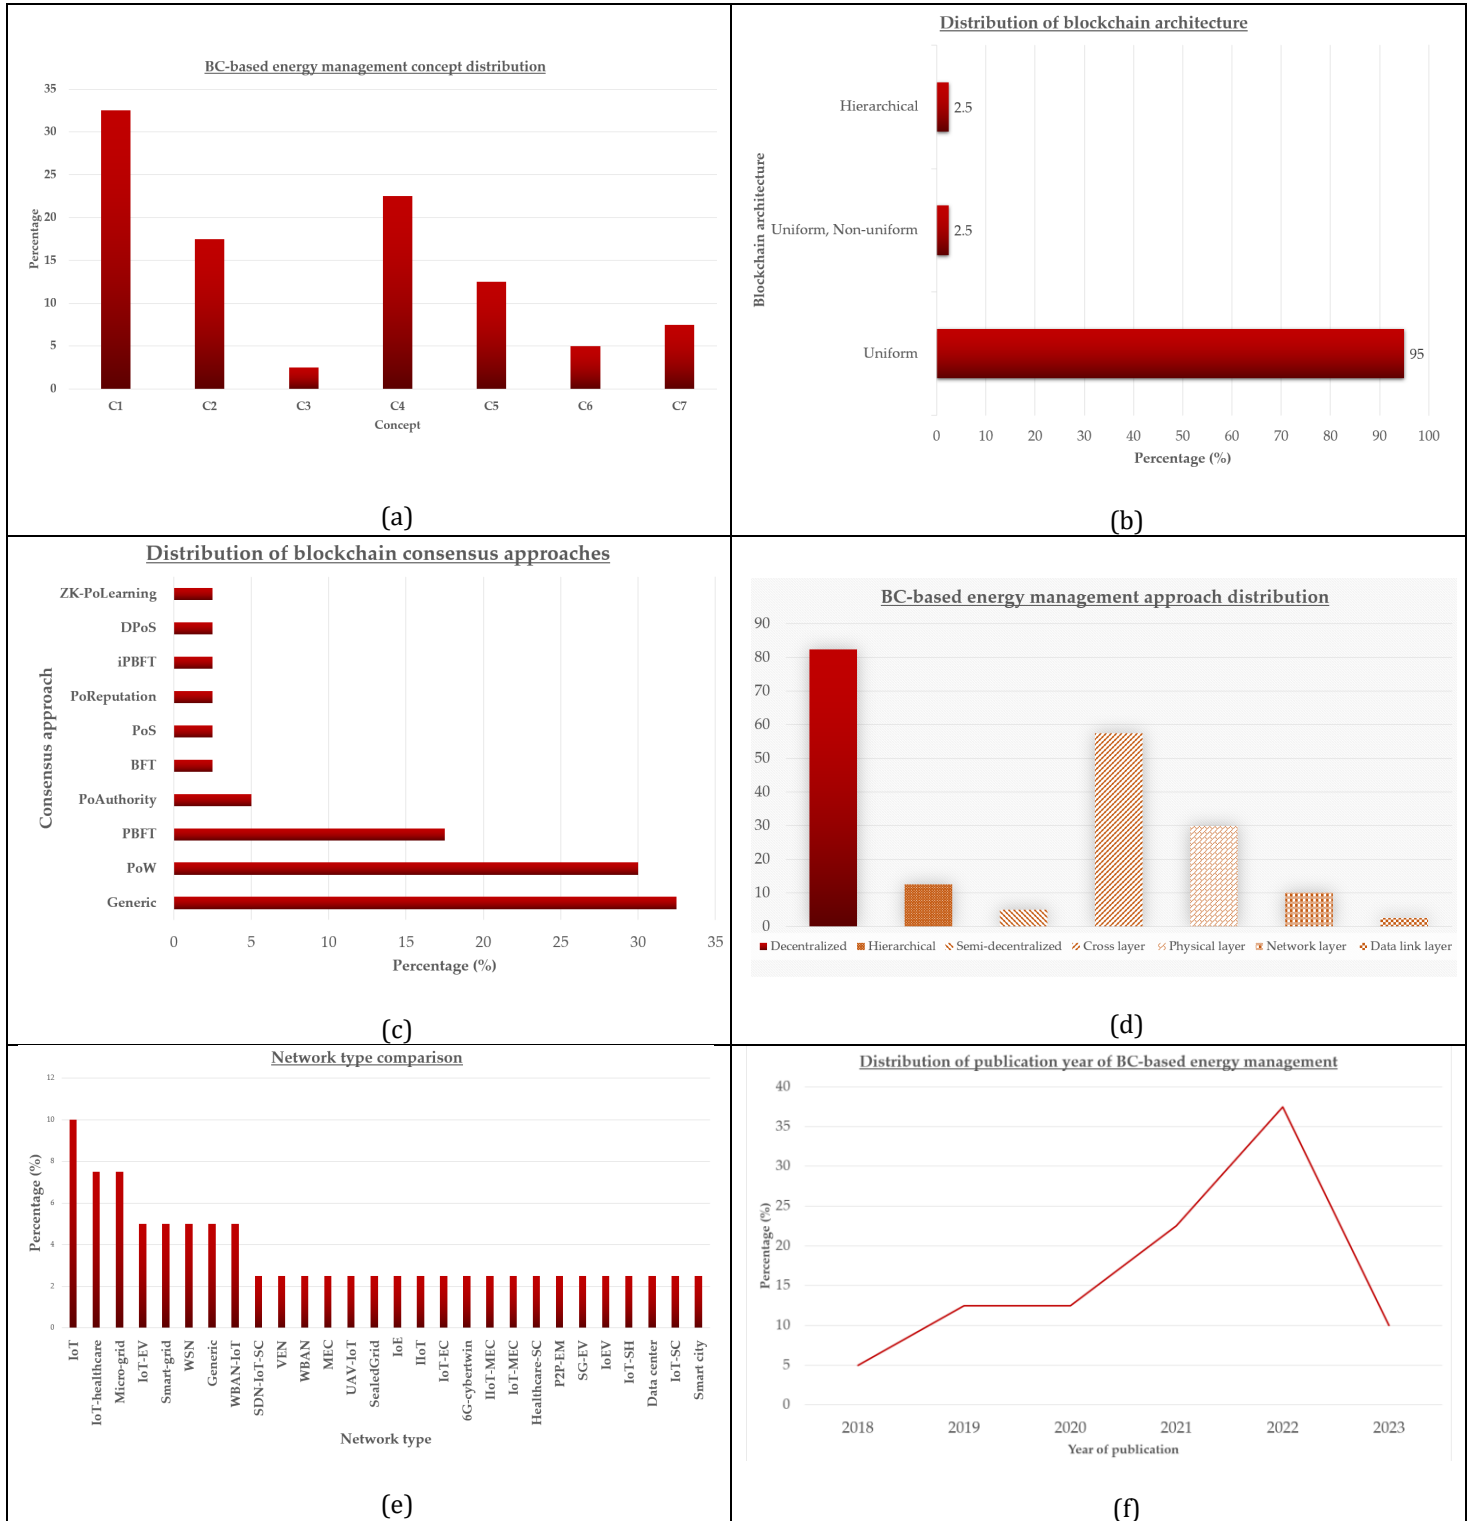 BC-based energy management concept distribution
Percentage
35
30
25
20
15
10
5
0
C1 C2 C3 C4 C5 C6 C7
Concept
(a)
Distribution of blockchain architecture
Blockchain architecture
Hierarchical 2.5
Uniform, Non-uniform 2.5
Uniform 95
0 10 20 30 40 50 60 70 80 90 100
Percentage (%)
(b)
Distribution of blockchain consensus approaches
Consensus approach
ZK-PoLearning
DPoS
iPBFT
PoReputation
PoS
BFT
PoAuthority
PBFT
PoW
Generic
0 5 10 15 20 25 30 35
Percentage (%)
(c)
BC-based energy management approach distribution
90
80
70
60
50
40
30
20
10
0
Decentralized Hierarchical Semi-decentralized Cross layer Physical layer Network layer Data link layer
(d)
Network type comparison
Percentage (%)
12
10
8
6
4
2
0
IoT
IoT-healthcare
Micro-grid
IoT-EV
Smart-grid
WSN
Generic
WBAN-IoT
SDN-IoT-SC
VEN
WBAN
MEC
UAV-IoT
SealedGrid
IoE
IIoT
IoT-EC
6G-cybertwin
IIoT-MEC
IoT-MEC
Healthcare-SC
P2P-EM
SG-EV
IoEV
IoT-SH
Data center
IoT-SC
Smart city
Network type
(e)
Distribution of publication year of BC-based energy management
Percentage (%)
40
35
30
25
20
15
10
5
0
2018 2019 2020 2021 2022 2023
Year of publication
(f)